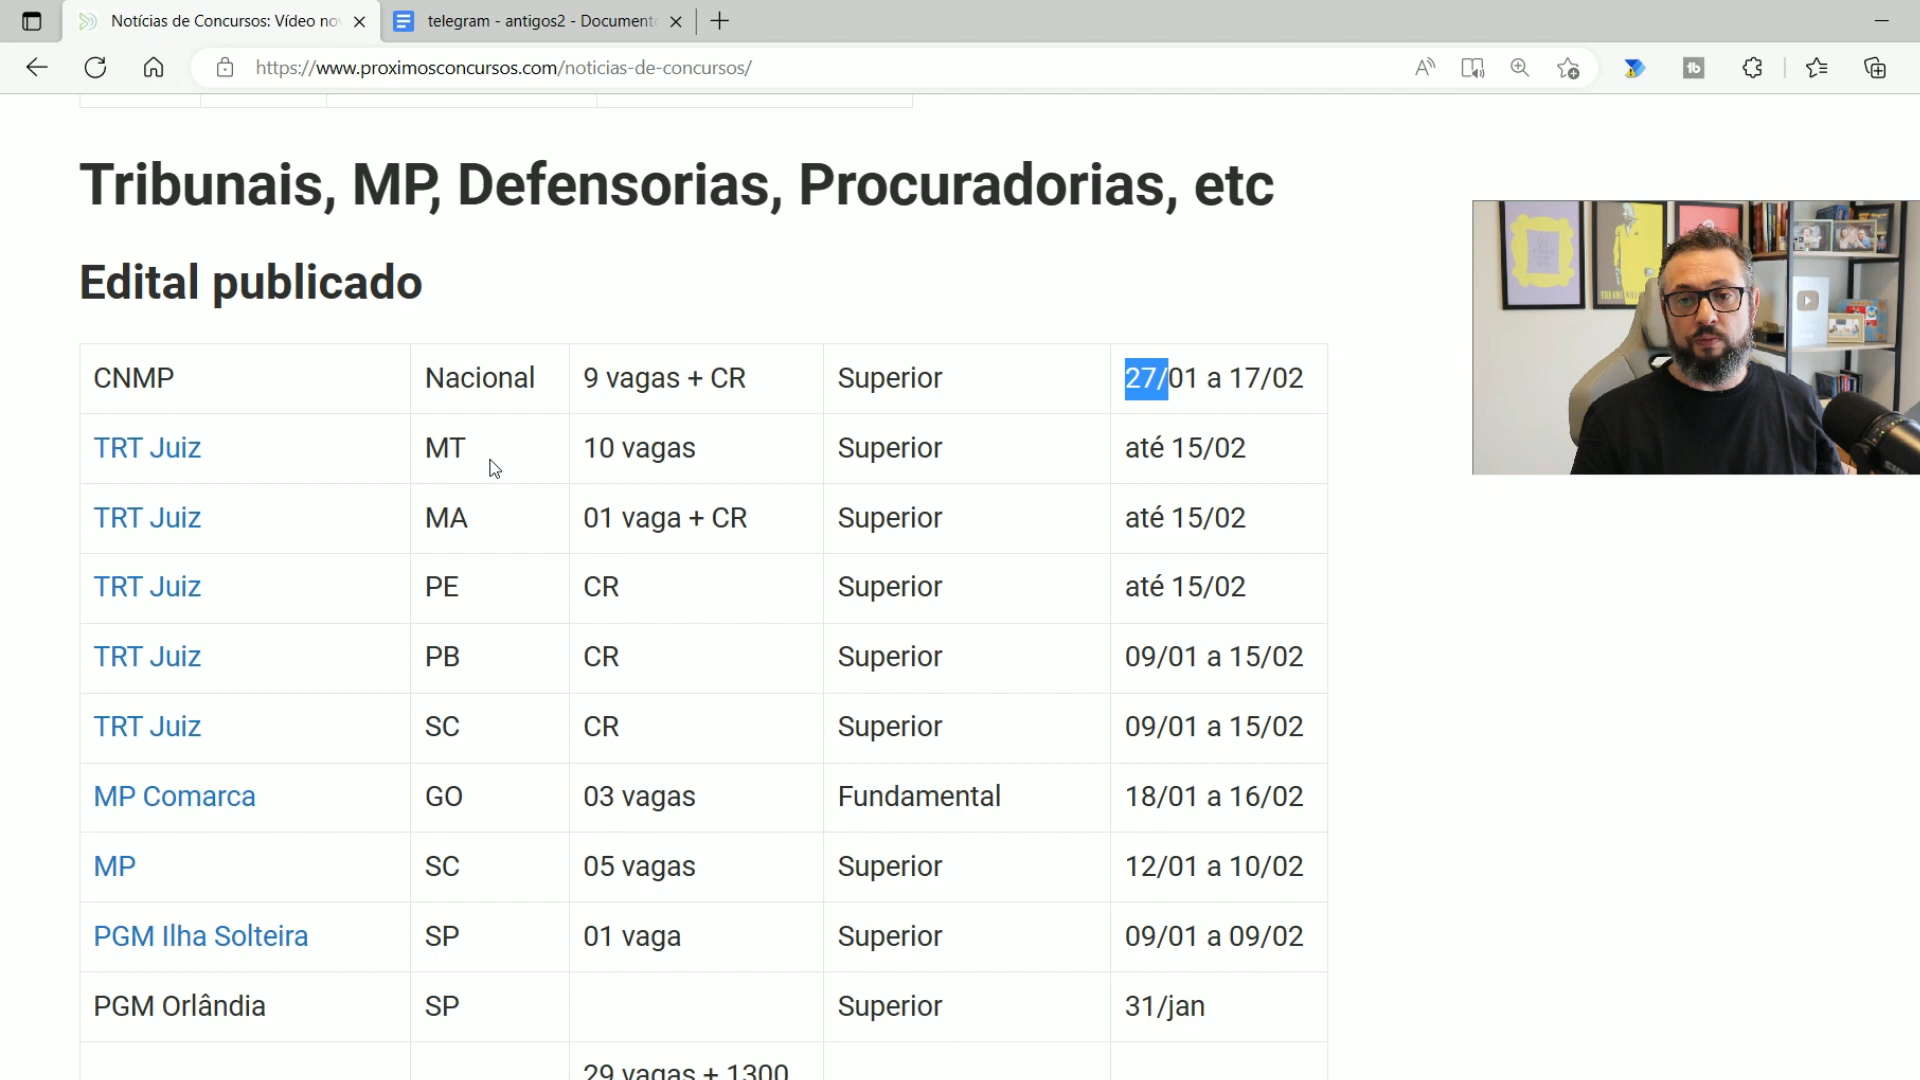 Notícias de Concursos: Vídeo no
telegram - antigos2 - Document
https://www.proximosconcursos.com/noticias-de-concursos/
Tribunais, MP, Defensorias, Procuradorias, etc
Edital publicado
CNMP Nacional 9 vagas + CR Superior 27/01 a 17/02
TRT Juiz MT 10 vagas Superior até 15/02
TRT Juiz MA 01 vaga + CR Superior até 15/02
TRT Juiz PE CR Superior até 15/02
TRT Juiz PB CR Superior 09/01 a 15/02
TRT Juiz SC CR Superior 09/01 a 15/02
MP Comarca GO 03 vagas Fundamental 18/01 a 16/02
MP SC 05 vagas Superior 12/01 a 10/02
PGM Ilha Solteira SP 01 vaga Superior 09/01 a 09/02
PGM Orlândia SP Superior 31/jan
29 vagas + 1300